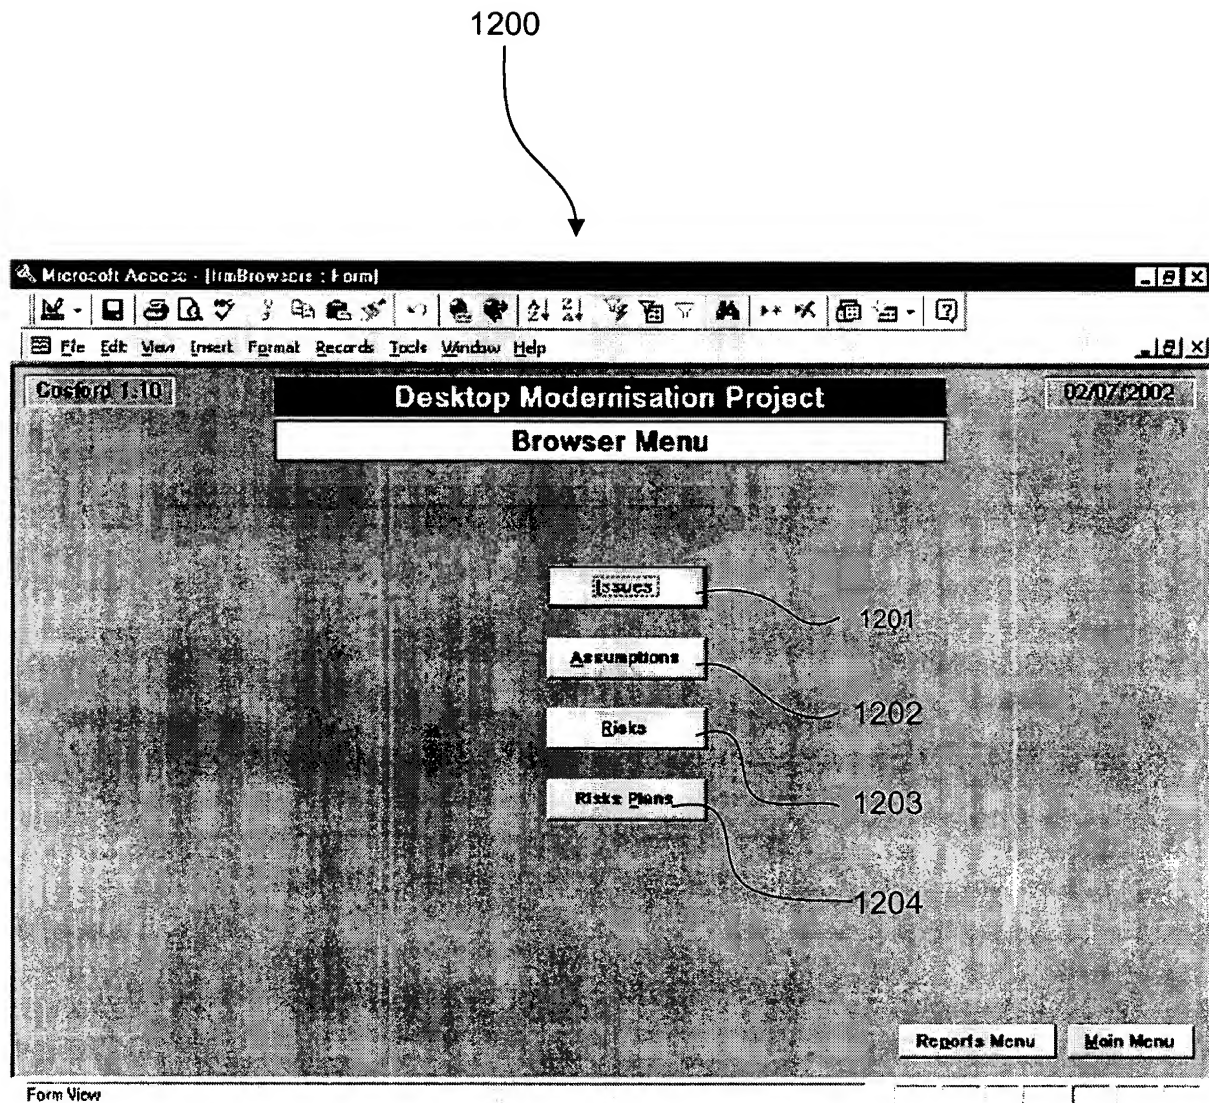 1200
Microsoft Access - [frmBrowsers : Form]
File Edit View Insert Format Records Tools Window Help
Cosford 1.10
Desktop Modernisation Project
02/07/2002
Browser Menu
Issues
1201
Assumptions
1202
Risks
1203
Risks Plans
1204
Reports Menu
Main Menu
Form View